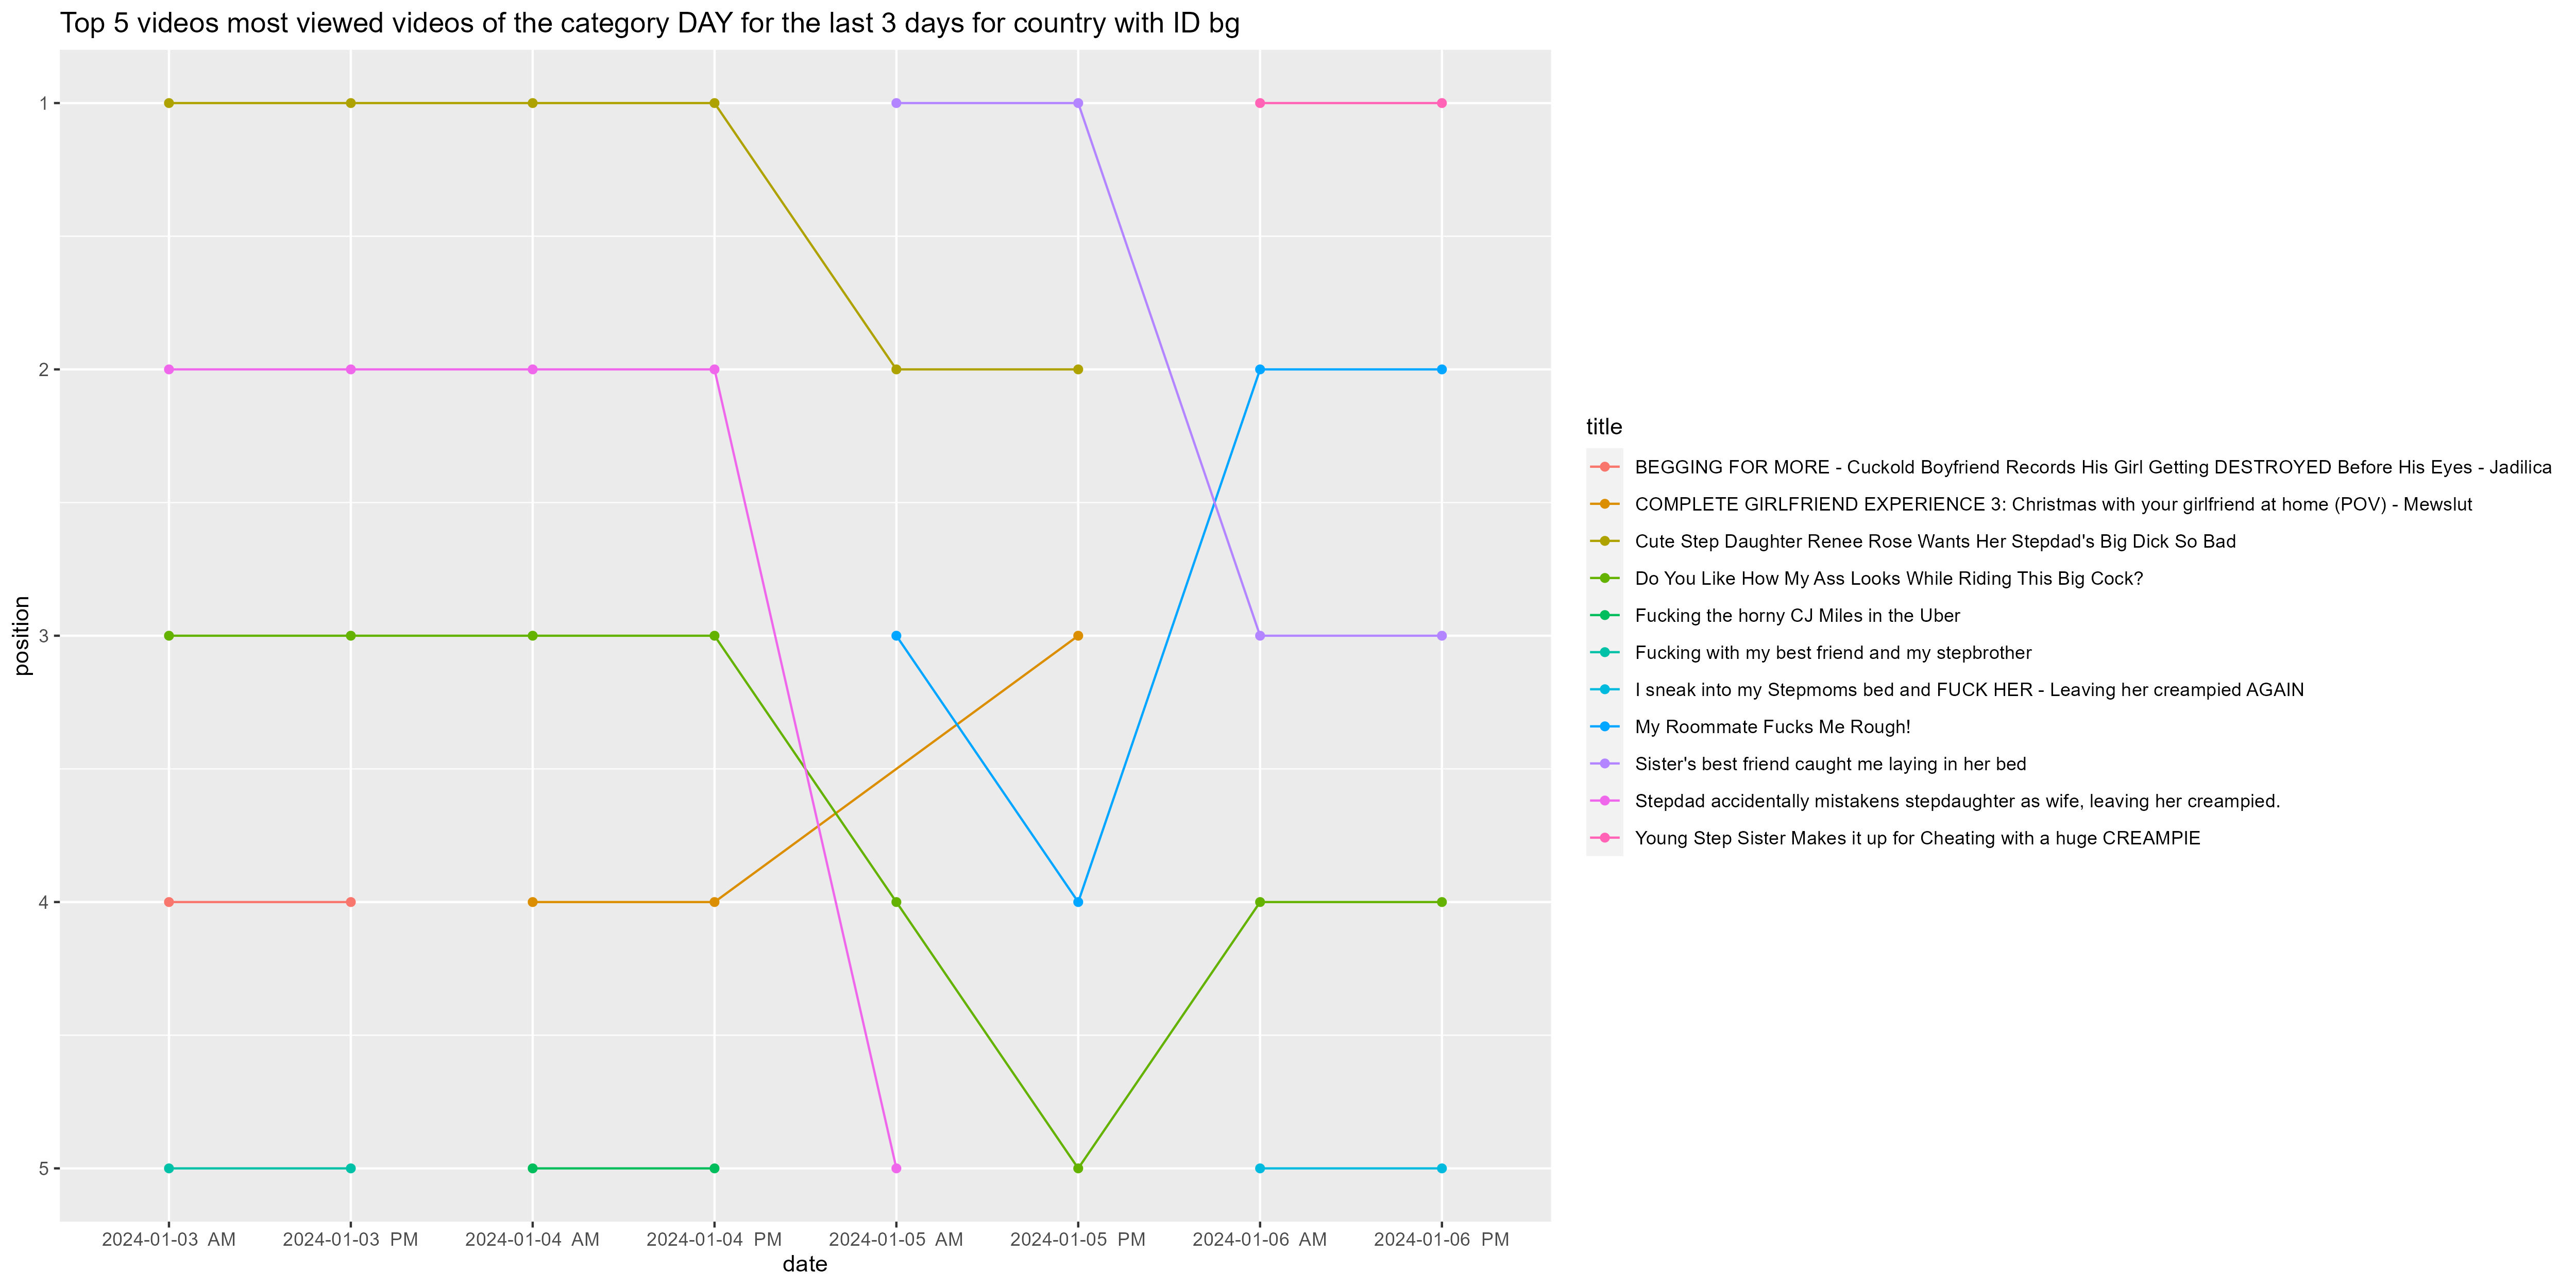 Top 5 videos most viewed videos of the category DAY for the last 3 days for country with ID bg
position
1
2
3
4
5
2024-01-03 AM
2024-01-03 PM
2024-01-04 AM
2024-01-04 PM
2024-01-05 AM
2024-01-05 PM
2024-01-06 AM
2024-01-06 PM
date
title
BEGGING FOR MORE - Cuckold Boyfriend Records His Girl Getting DESTROYED Before His Eyes - Jadilica
COMPLETE GIRLFRIEND EXPERIENCE 3: Christmas with your girlfriend at home (POV) - Mewslut
Cute Step Daughter Renee Rose Wants Her Stepdad's Big Dick So Bad
Do You Like How My Ass Looks While Riding This Big Cock?
Fucking the horny CJ Miles in the Uber
Fucking with my best friend and my stepbrother
I sneak into my Stepmoms bed and FUCK HER - Leaving her creampied AGAIN
My Roommate Fucks Me Rough!
Sister's best friend caught me laying in her bed
Stepdad accidentally mistakens stepdaughter as wife, leaving her creampied.
Young Step Sister Makes it up for Cheating with a huge CREAMPIE